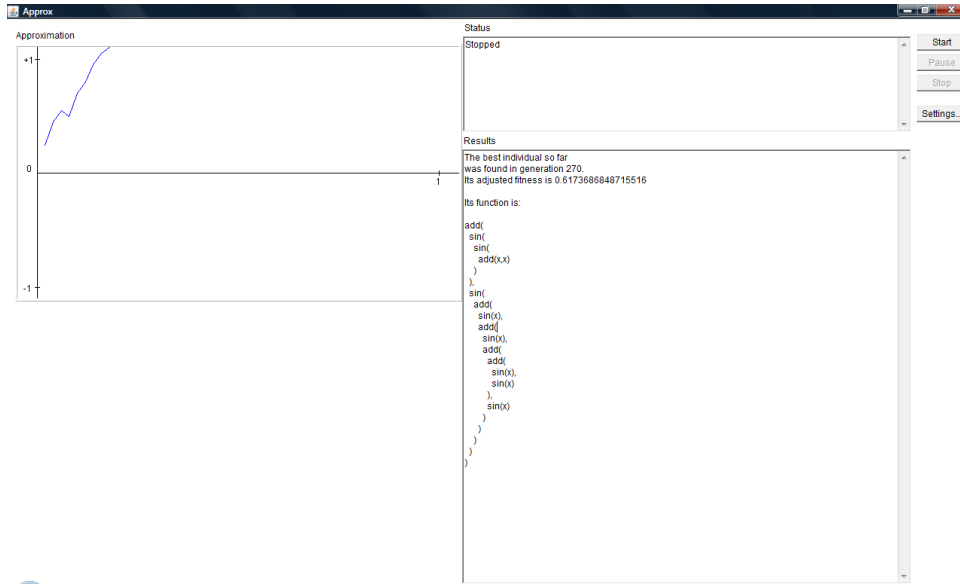 Approx
Approximation
+1
0
1
-1
Status
Stopped
Start
Pause
Stop
Settings..
Results
The best individual so far
was found in generation 270.
Its adjusted fitness is 0.6173686848715516
Its function is:
add(
sin(
sin(
add(x,x)
)
),
sin(
add(
sin(x),
add(
sin(x),
add(
add(
sin(x),
sin(x)
),
sin(x)
)
)
)
)
)